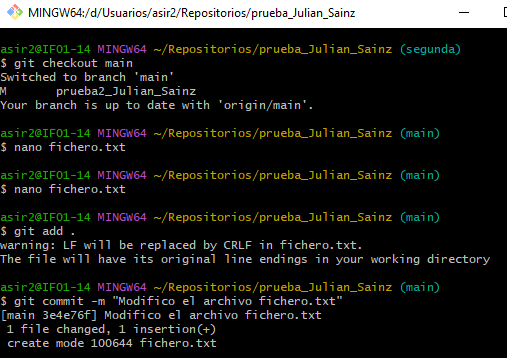 MINGW64:/d/Usuarios/asir2/Repositorios/prueba_Julian_Sainz
asir2@IF01-14 MINGW64 ~/Repositorios/prueba_Julian_Sainz (segunda)
$ git checkout main
Switched to branch 'main'
M       prueba2_Julian_Sainz
Your branch is up to date with 'origin/main'.
asir2@IF01-14 MINGW64 ~/Repositorios/prueba_Julian_Sainz (main)
$ nano fichero.txt
asir2@IF01-14 MINGW64 ~/Repositorios/prueba_Julian_Sainz (main)
$ nano fichero.txt
asir2@IF01-14 MINGW64 ~/Repositorios/prueba_Julian_Sainz (main)
$ git add .
warning: LF will be replaced by CRLF in fichero.txt.
The file will have its original line endings in your working directory
asir2@IF01-14 MINGW64 ~/Repositorios/prueba_Julian_Sainz (main)
$ git commit -m "Modifico el archivo fichero.txt"
[main 3e4e76f] Modifico el archivo fichero.txt
 1 file changed, 1 insertion(+)
 create mode 100644 fichero.txt